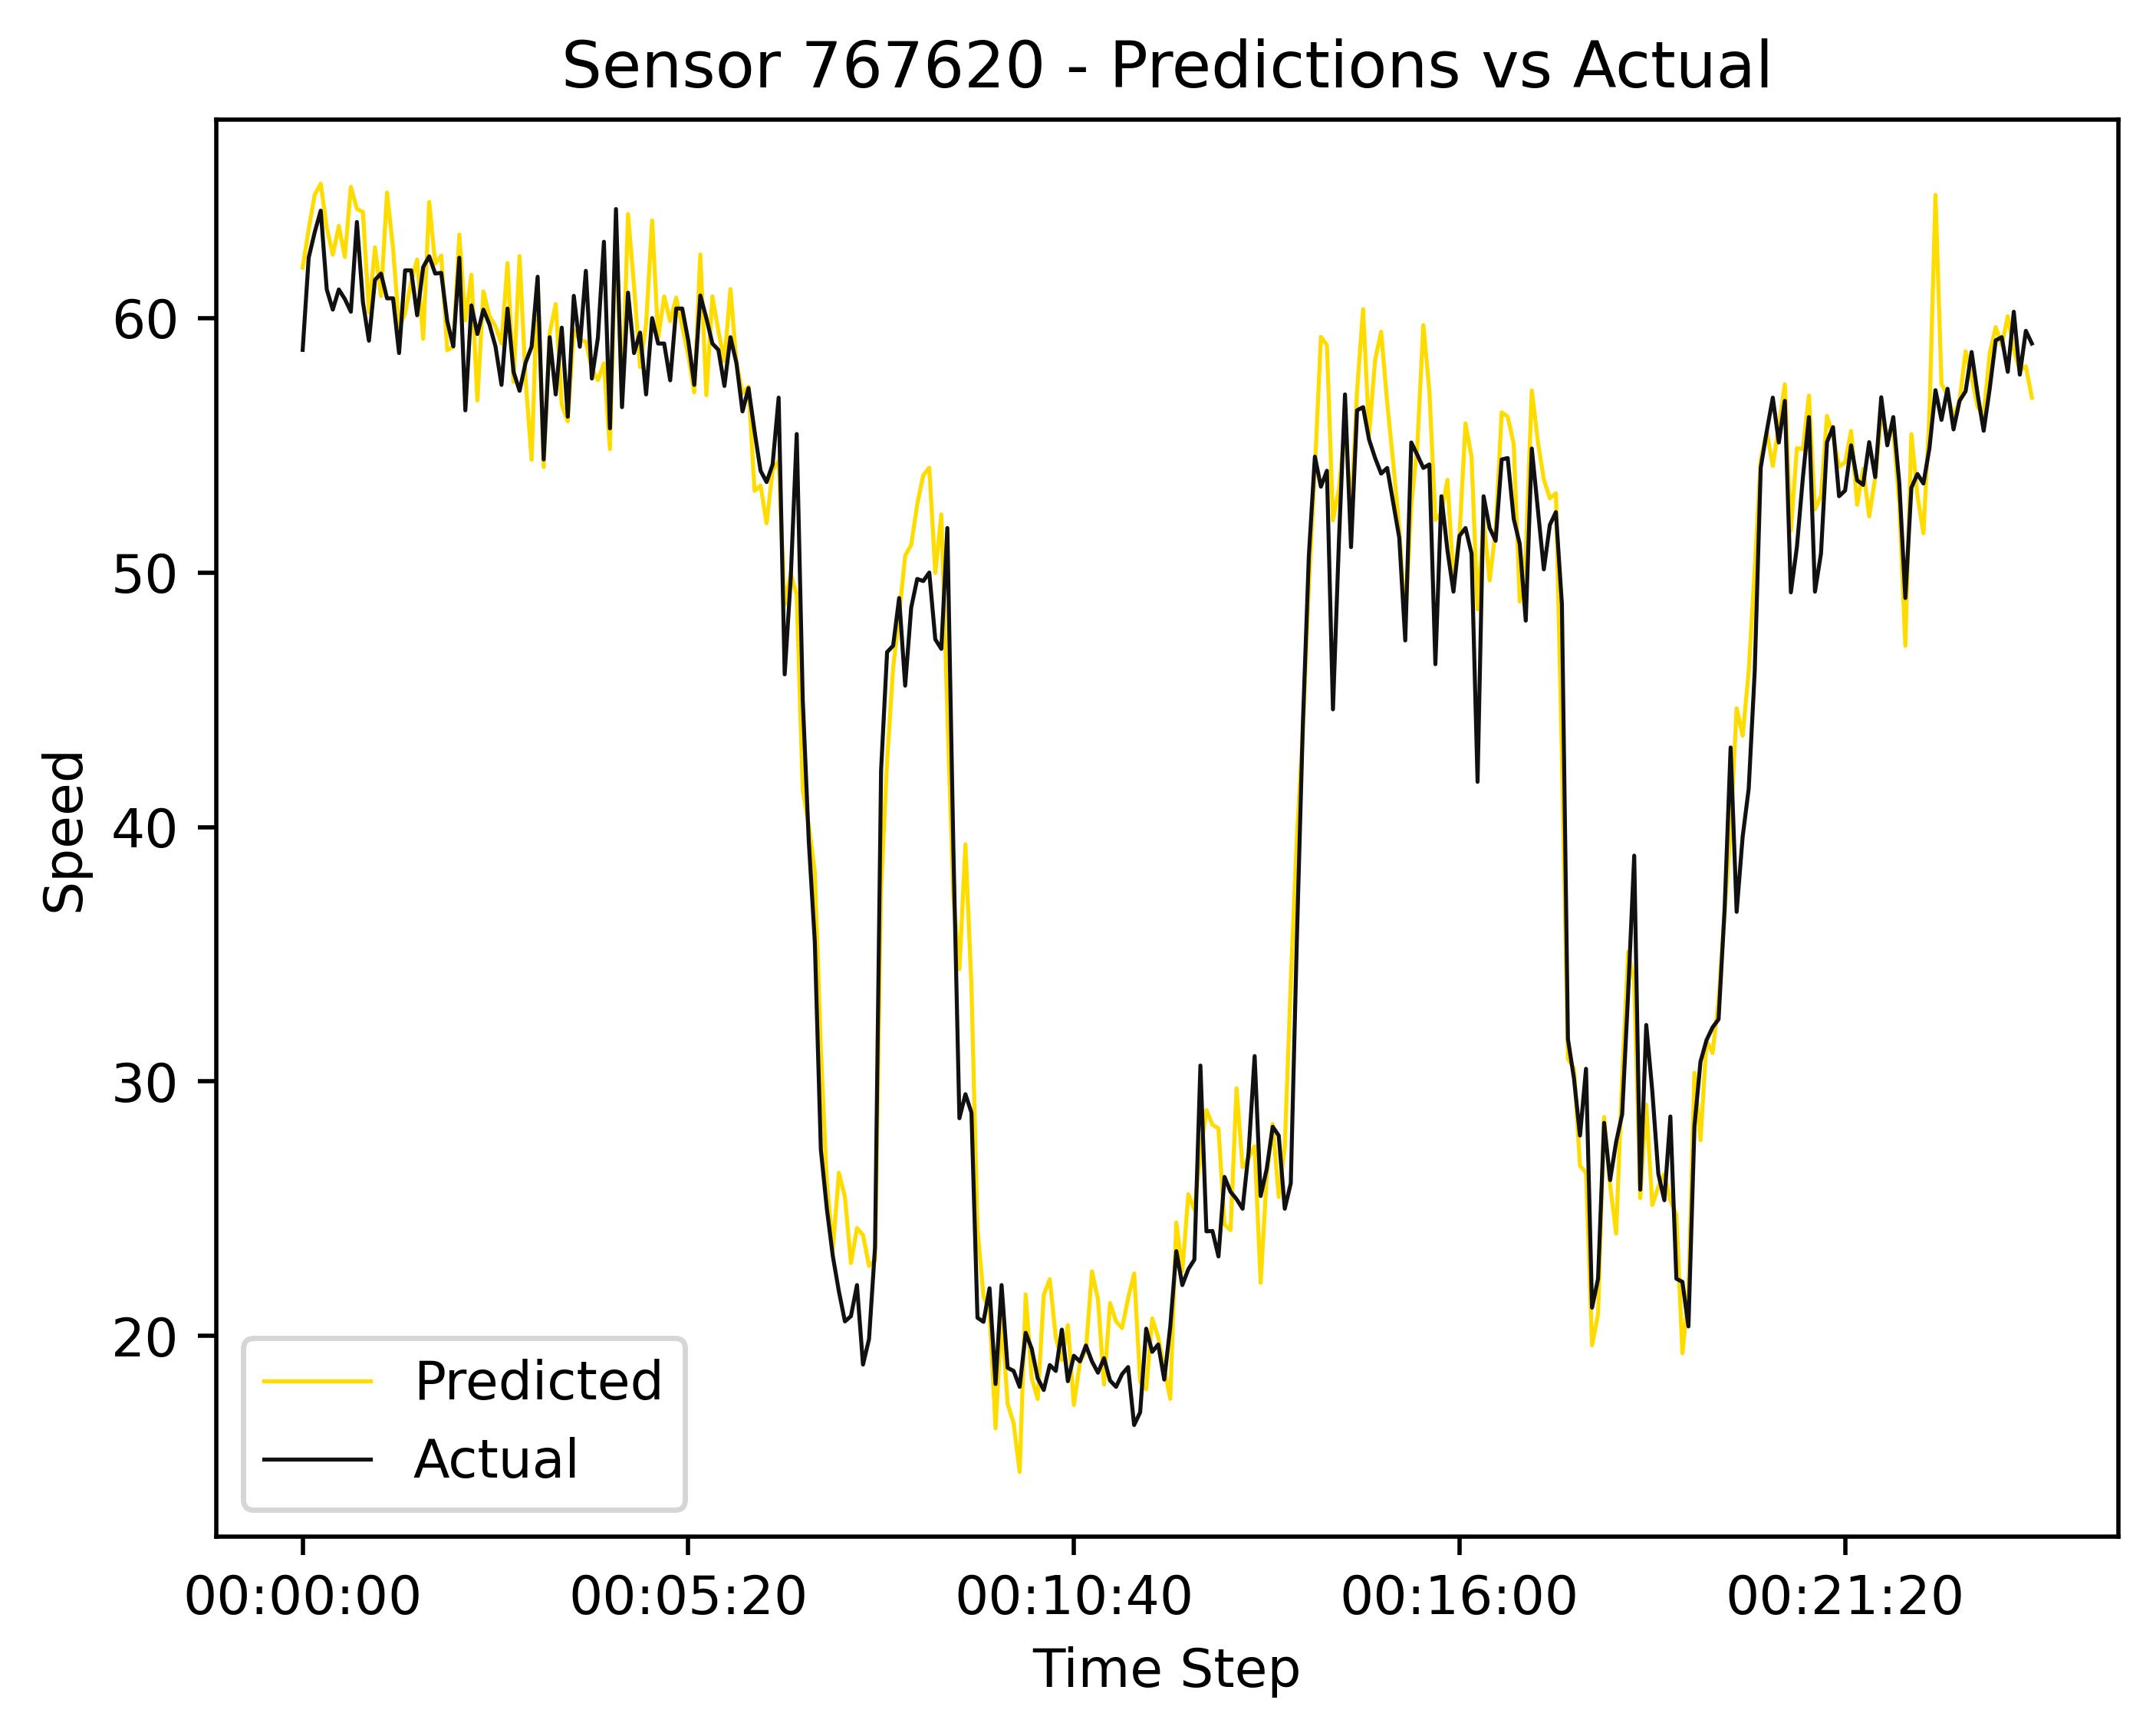 Sensor 767620 - Predictions vs Actual
Speed
60
50
40
30
20
Predicted
Actual
00:00:00 00:05:20 00:10:40 00:16:00 00:21:20
Time Step